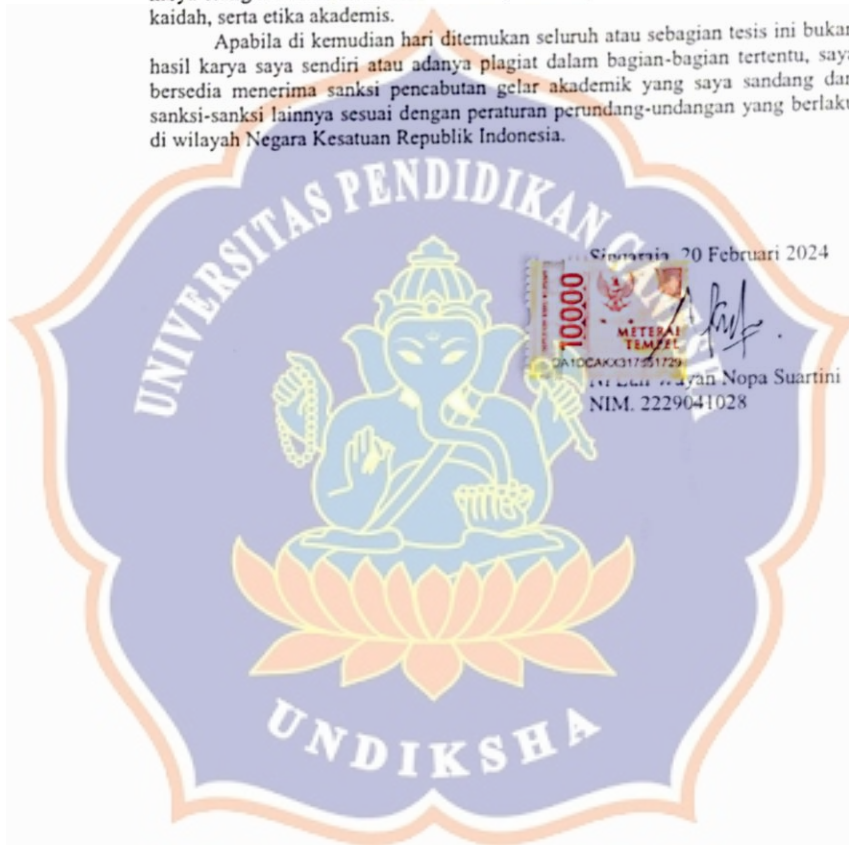 kaidah, serta etika akademis.
Apabila di kemudian hari ditemukan seluruh atau sebagian tesis ini bukan
hasil karya saya sendiri atau adanya plagiat dalam bagian-bagian tertentu, saya
bersedia menerima sanksi pencabutan gelar akademik yang saya sandang dan
sanksi-sanksi lainnya sesuai dengan peraturan perundang-undangan yang berlaku
di wilayah Negara Kesatuan Republik Indonesia.
UNIVERSITAS PENDIDIKAN GANESHA
Singaraja, 20 Februari 2024
10000
METERAI
TEMPEL
Wayan Nopa Suartini
NIM. 2229041028
UNDIKSHA